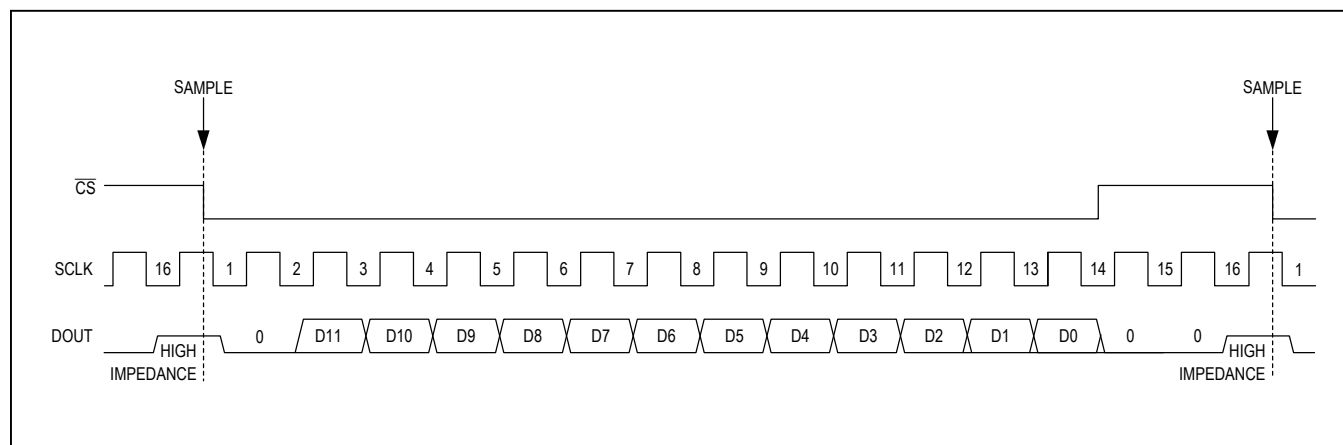 SAMPLE SAMPLE
CS
SCLK 16 1 2 3 4 5 6 7 8 9 10 11 12 13 14 15 16 1
DOUT HIGH IMPEDANCE 0 D11 D10 D9 D8 D7 D6 D5 D4 D3 D2 D1 D0 0 0 HIGH IMPEDANCE